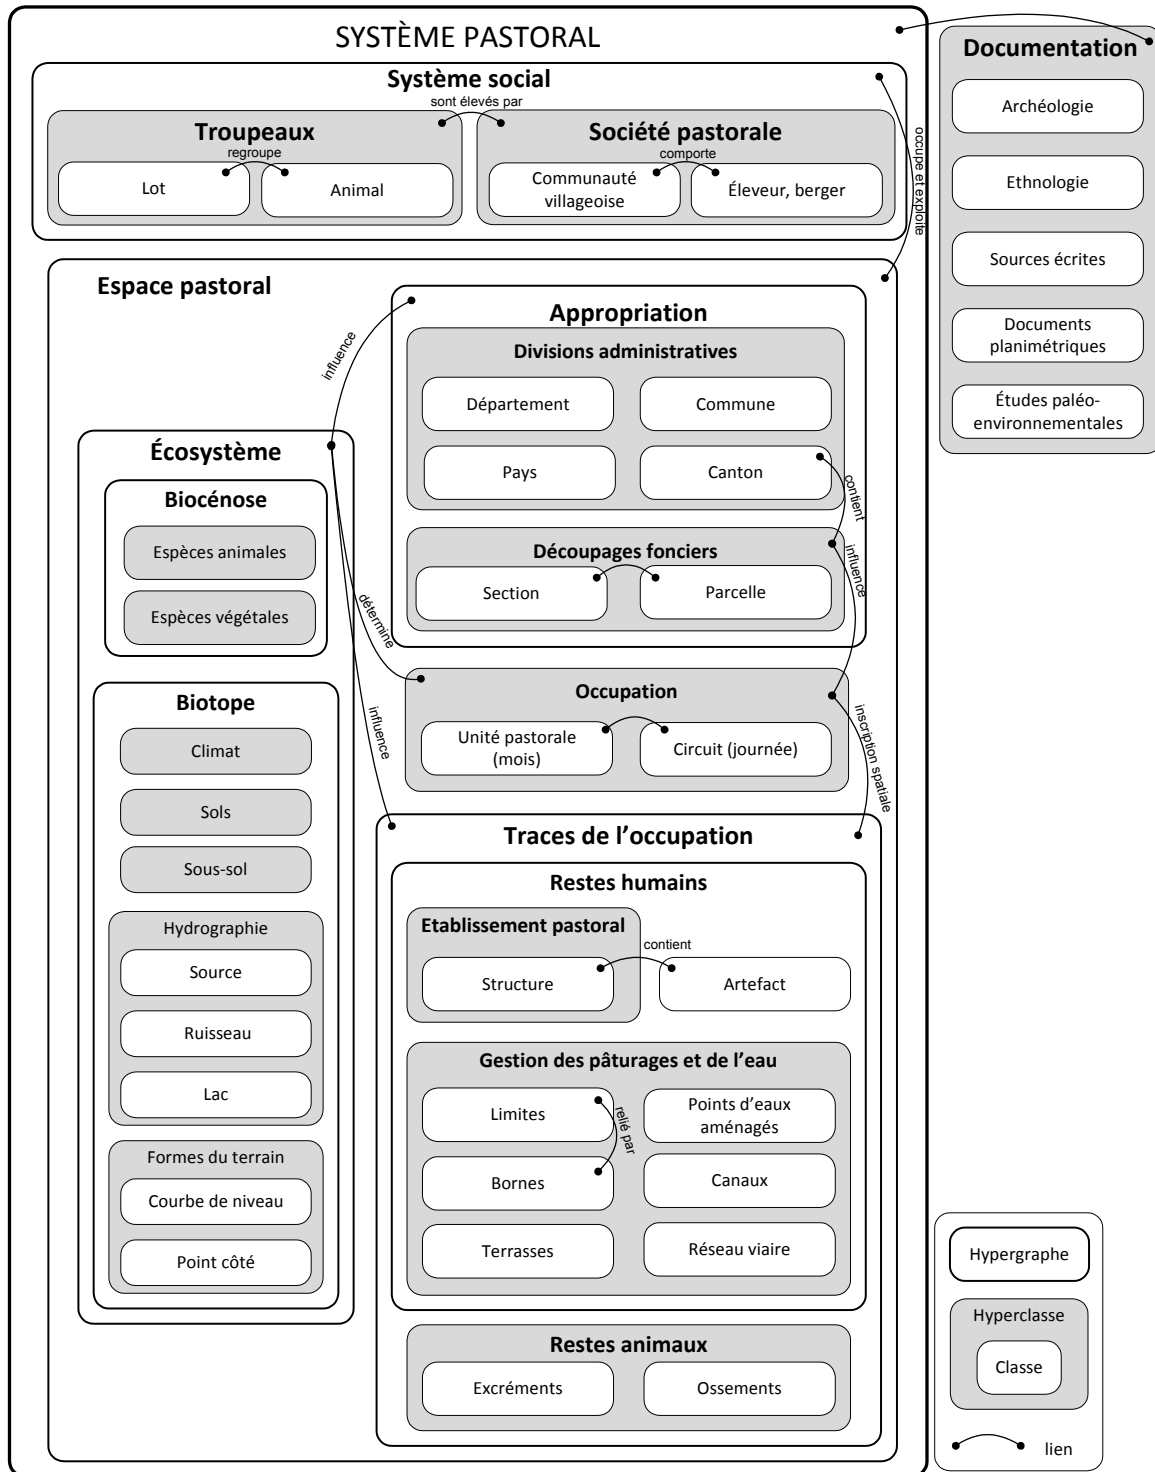 SYSTÈME PASTORAL
Système social
sont élevés par
Troupeaux
regroupe
Lot
Animal
Société pastorale
comporte
Communauté
villageoise
Éleveur, berger
occupe et exploite
Documentation
Archéologie
Ethnologie
Sources écrites
Documents
planimétriques
Études paléo-
environnementales
Espace pastoral
influence
Appropriation
Divisions administratives
Département
Commune
Pays
Canton
contient
Découpages fonciers
Section
Parcelle
influence
Écosystème
Biocénose
Espèces animales
Espèces végétales
détermine
influence
Biotope
Climat
Sols
Sous-sol
Hydrographie
Source
Ruisseau
Lac
Formes du terrain
Courbe de niveau
Point côté
Occupation
Unité pastorale
(mois)
Circuit (journée)
inscription spatiale
Traces de l’occupation
Restes humains
Etablissement pastoral
contient
Structure
Artefact
Gestion des pâturages et de l’eau
Limites
Points d’eaux
aménagés
relié par
Bornes
Canaux
Terrasses
Réseau viaire
Restes animaux
Excréments
Ossements
Hypergraphe
Hyperclasse
Classe
lien